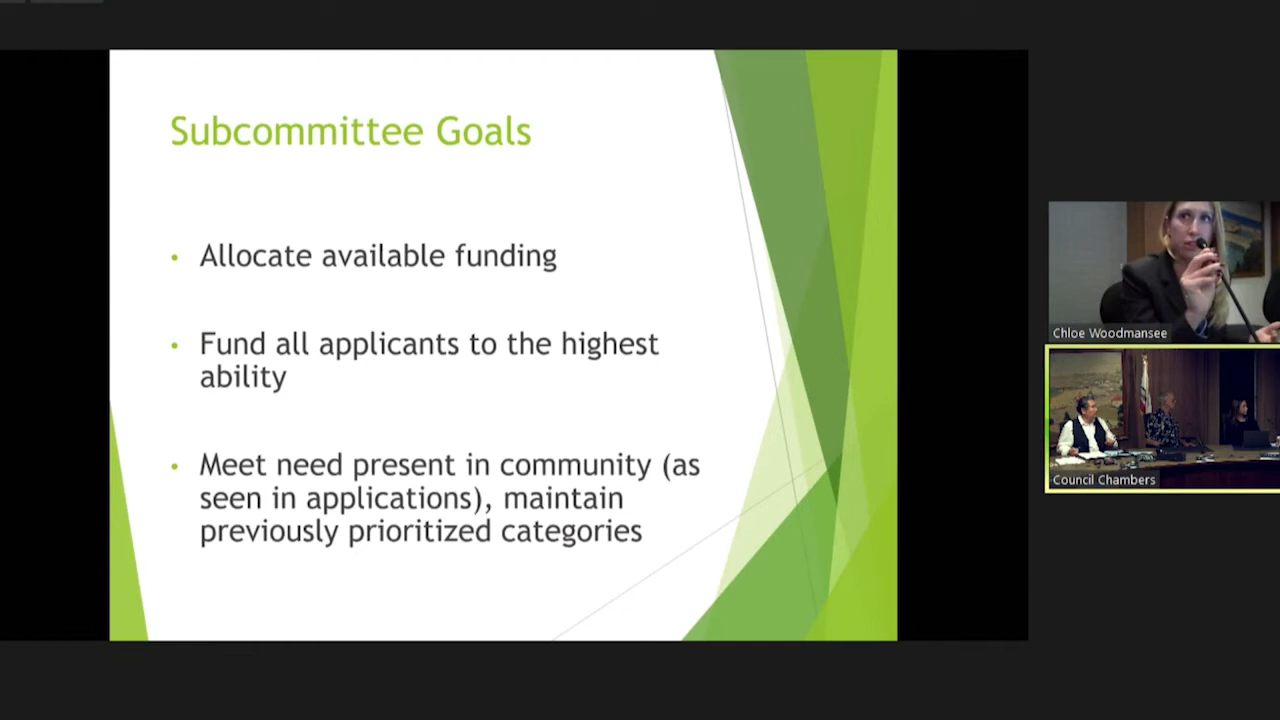 Subcommittee Goals
• Allocate available funding
• Fund all applicants to the highest
ability
• Meet need present in community (as
seen in applications), maintain
previously prioritized categories
Chloe Woodmansee
Council Chambers